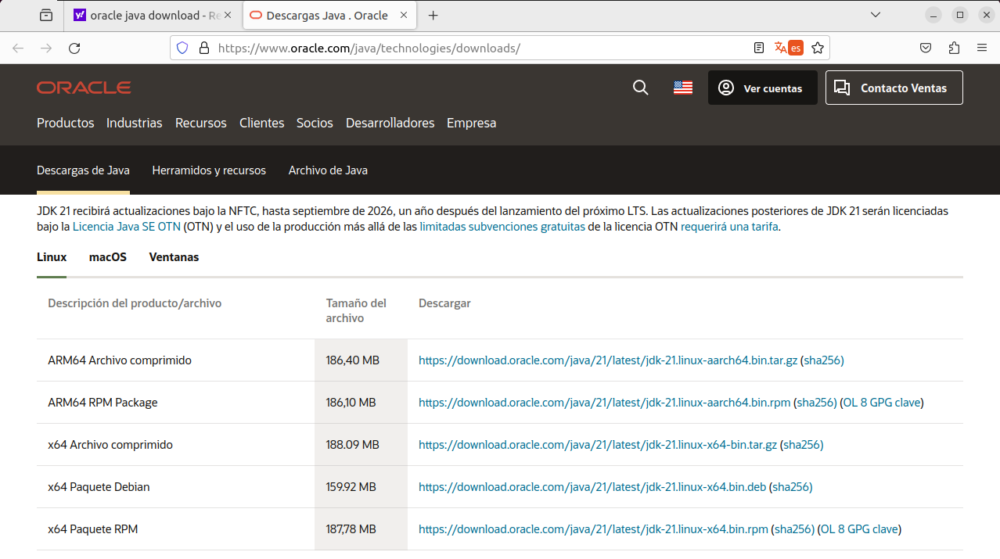 oracle java download - Re
Descargas Java . Oracle
https://www.oracle.com/java/technologies/downloads/
es
ORACLE
Ver cuentas
Contacto Ventas
Productos Industrias Recursos Clientes Socios Desarrolladores Empresa
Descargas de Java Herramidos y recursos Archivo de Java
JDK 21 recibirá actualizaciones bajo la NFTC, hasta septiembre de 2026, un año después del lanzamiento del próximo LTS. Las actualizaciones posteriores de JDK 21 serán licenciadas
bajo la Licencia Java SE OTN (OTN) y el uso de la producción más allá de las limitadas subvenciones gratuitas de la licencia OTN requerirá una tarifa.
Linux macOS Ventanas
Descripción del producto/archivo
Tamaño del
archivo
Descargar
ARM64 Archivo comprimido 186,40 MB https://download.oracle.com/java/21/latest/jdk-21.linux-aarch64.bin.tar.gz (sha256)
ARM64 RPM Package 186,10 MB https://download.oracle.com/java/21/latest/jdk-21.linux-aarch64.bin.rpm (sha256) (OL 8 GPG clave)
x64 Archivo comprimido 188.09 MB https://download.oracle.com/java/21/latest/jdk-21.linux-x64-bin.tar.gz (sha256)
x64 Paquete Debian 159.92 MB https://download.oracle.com/java/21/latest/jdk-21.linux-x64.bin.deb (sha256)
x64 Paquete RPM 187,78 MB https://download.oracle.com/java/21/latest/jdk-21.linux-x64.bin.rpm (sha256) (OL 8 GPG clave)